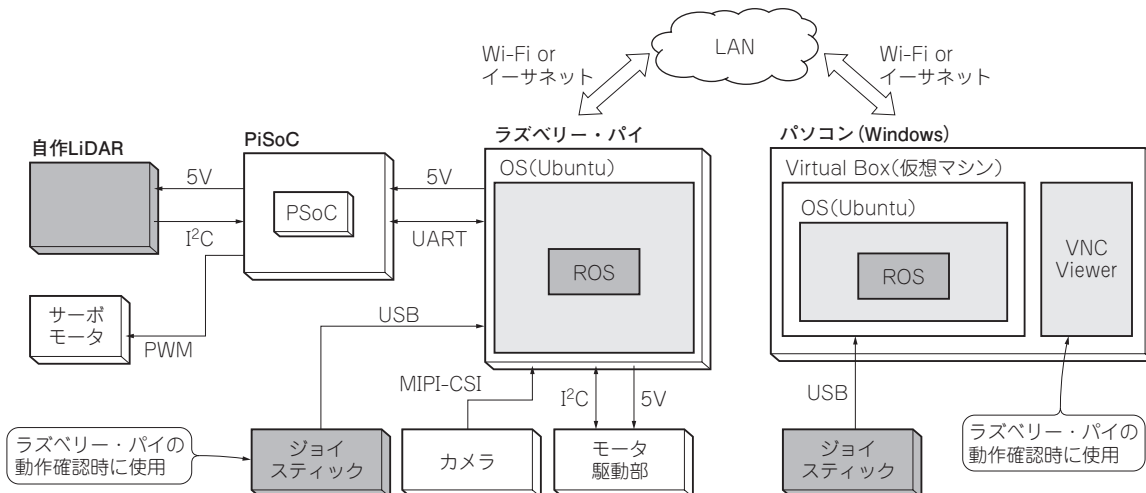 LAN
Wi-Fi or
イーサネット
Wi-Fi or
イーサネット
自作LiDAR
PiSoC
ラズベリー・パイ
パソコン(Windows)
5V
I²C
PSoC
5V
UART
OS(Ubuntu)
ROS
Virtual Box(仮想マシン)
OS(Ubuntu)
ROS
VNC
Viewer
サーボ
モータ
PWM
USB
MIPI-CSI
I²C
5V
USB
ラズベリー・パイの
動作確認時に使用
ジョイ
スティック
カメラ
モータ
駆動部
ジョイ
スティック
ラズベリー・パイの
動作確認時に使用